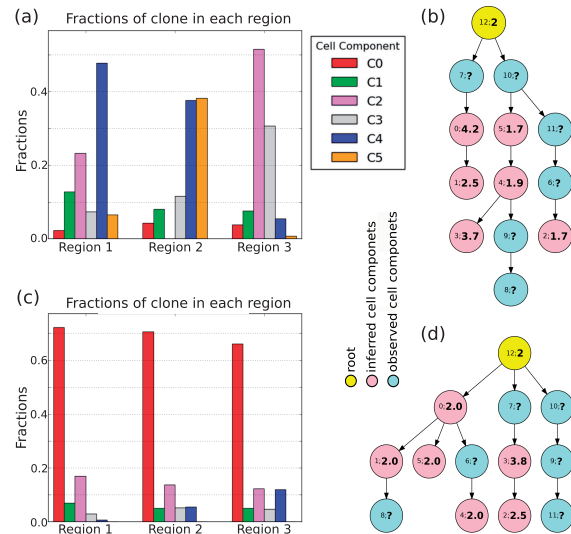 (a)
Fractions of clone in each region
Fractions
0.4
0.2
0.0
Region 1
Region 2
Region 3
Cell Component
C0
C1
C2
C3
C4
C5
(b)
12;2
7;?
10;?
0;4.2
5;1.7
11;?
1;2.5
4;1.9
6;?
3;3.7
9;?
2;1.7
8;?
root
inferred cell componets
observed cell componets
(c)
Fractions of clone in each region
Fractions
0.6
0.4
0.2
0.0
Region 1
Region 2
Region 3
(d)
12;2
0;2.0
7;?
10;?
1;2.0
5;2.0
6;?
3;3.8
9;?
8;?
4;2.0
2;2.5
11;?